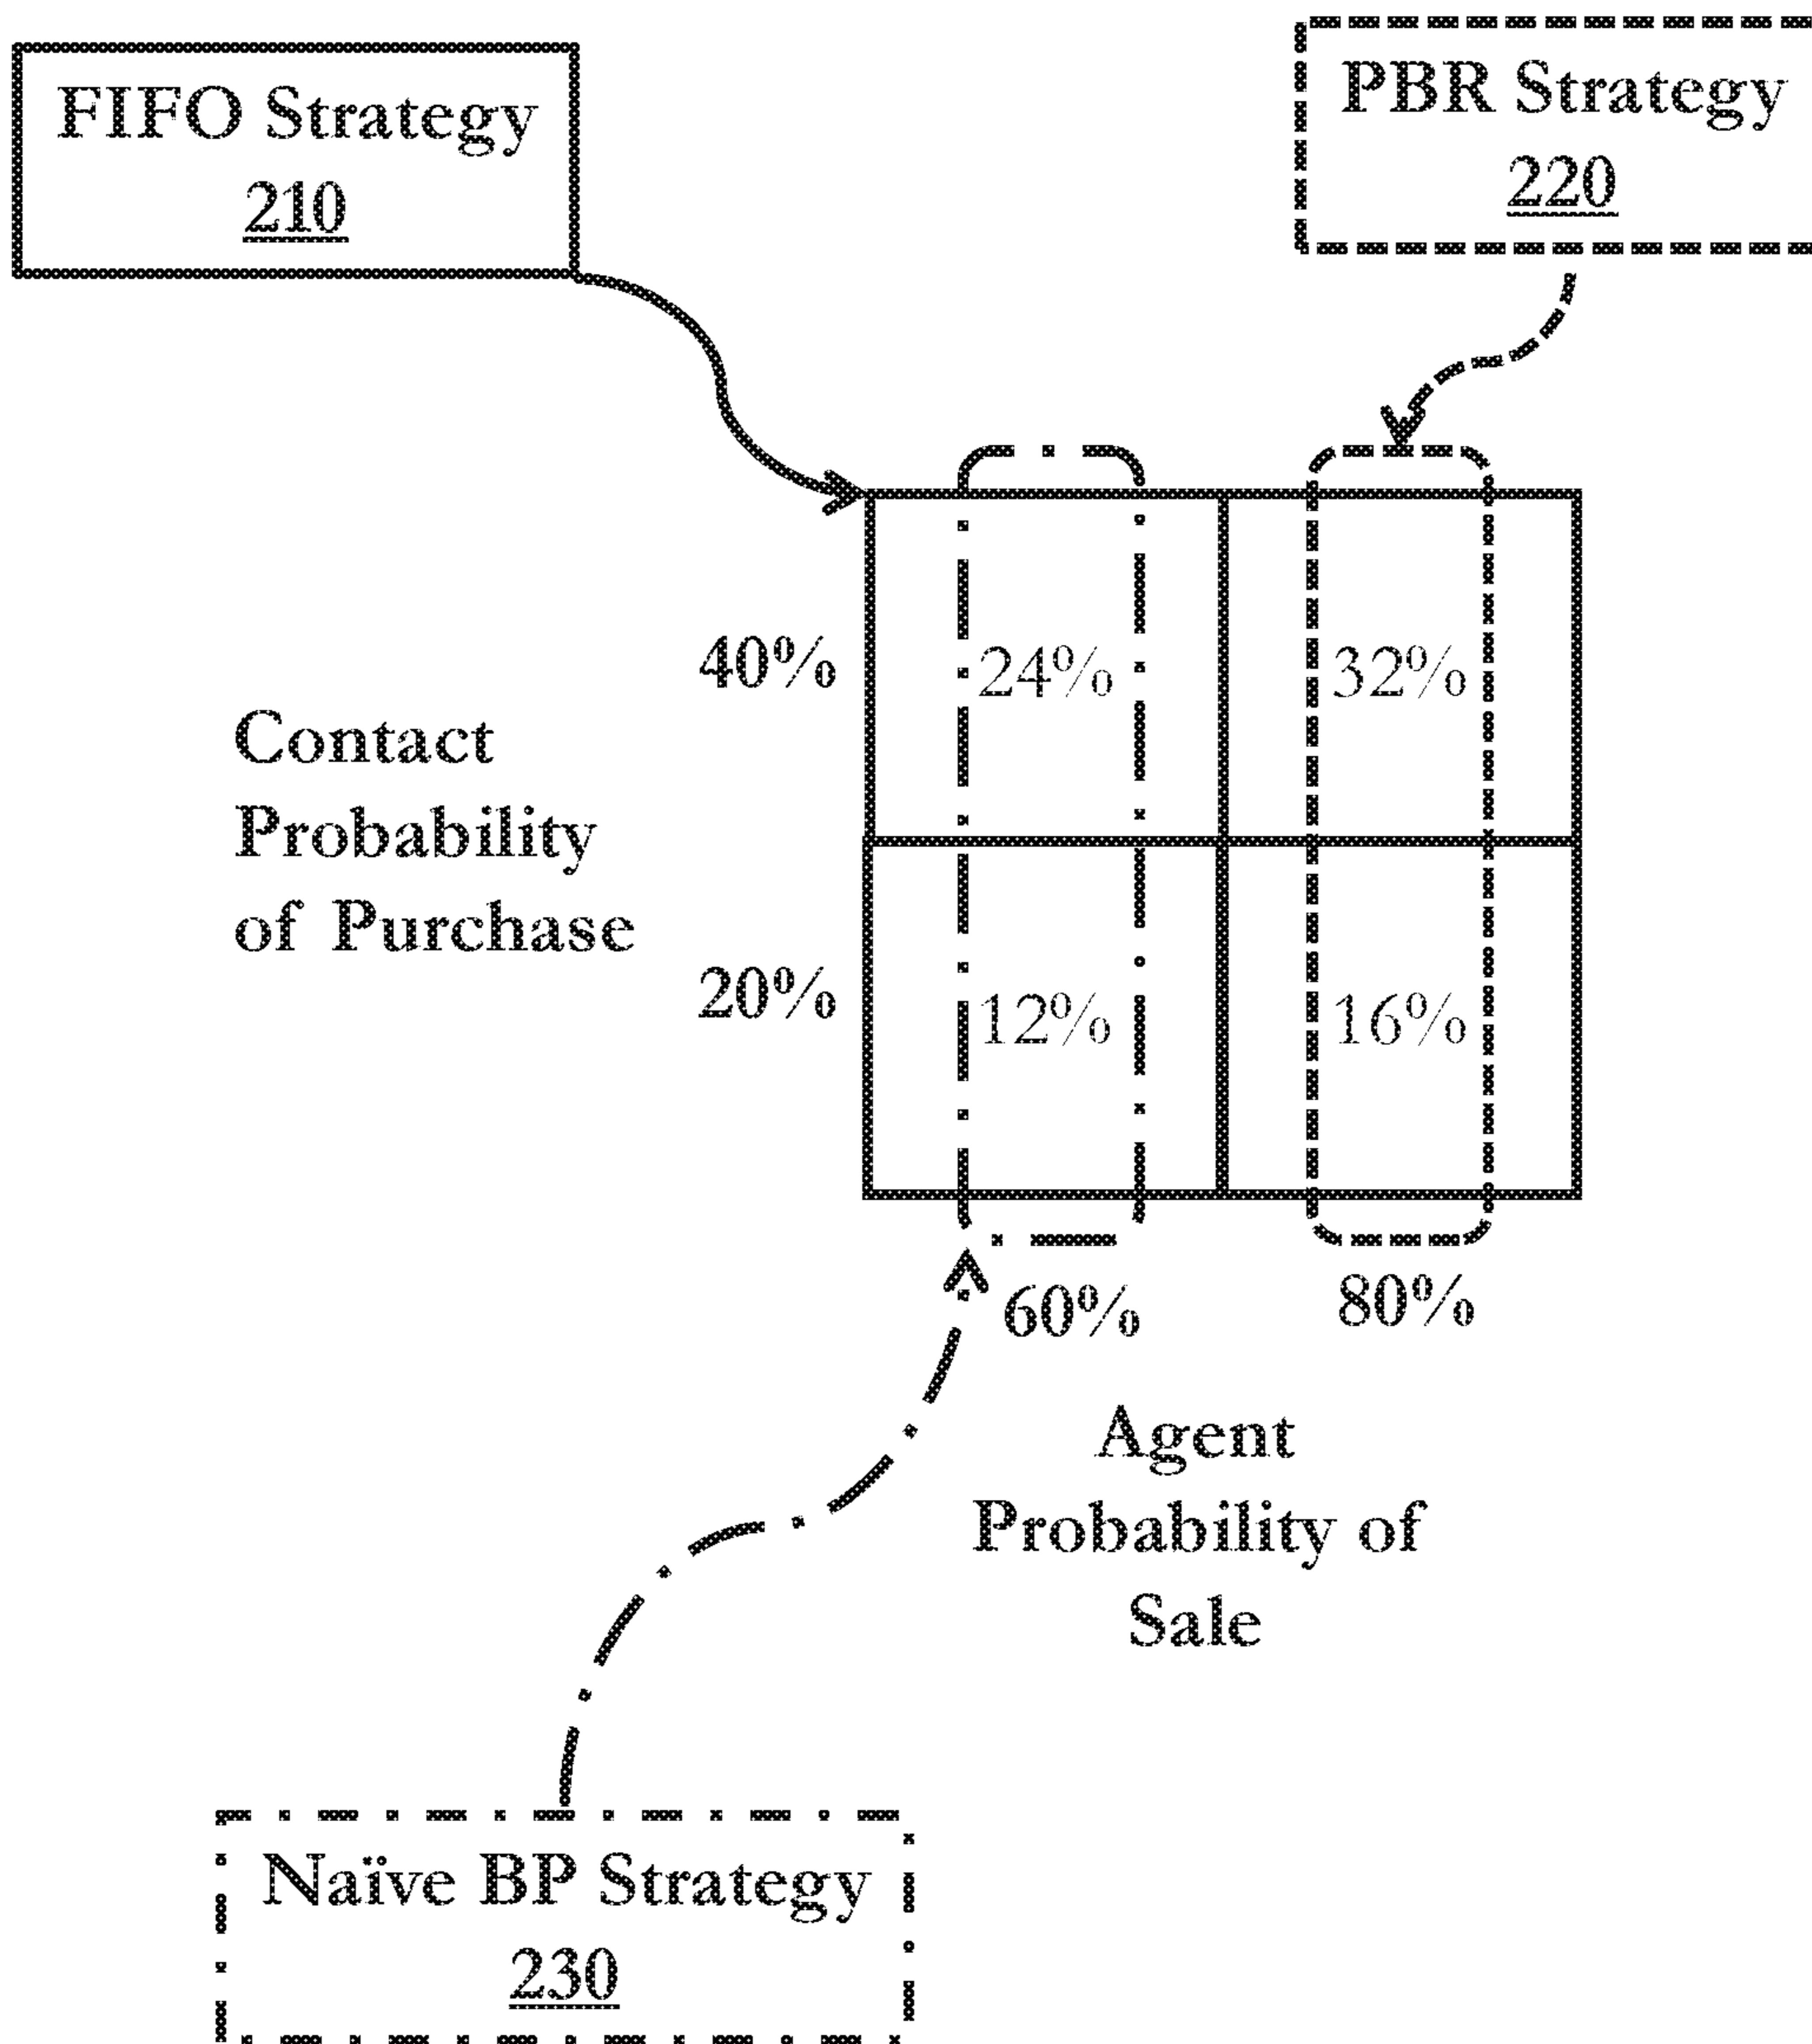 FIFO Strategy
210
PBR Strategy
220
40%
24%
32%
Contact
Probability
of Purchase
20%
12%
16%
60%
80%
Agent
Probability of
Sale
Naïve BP Strategy
230